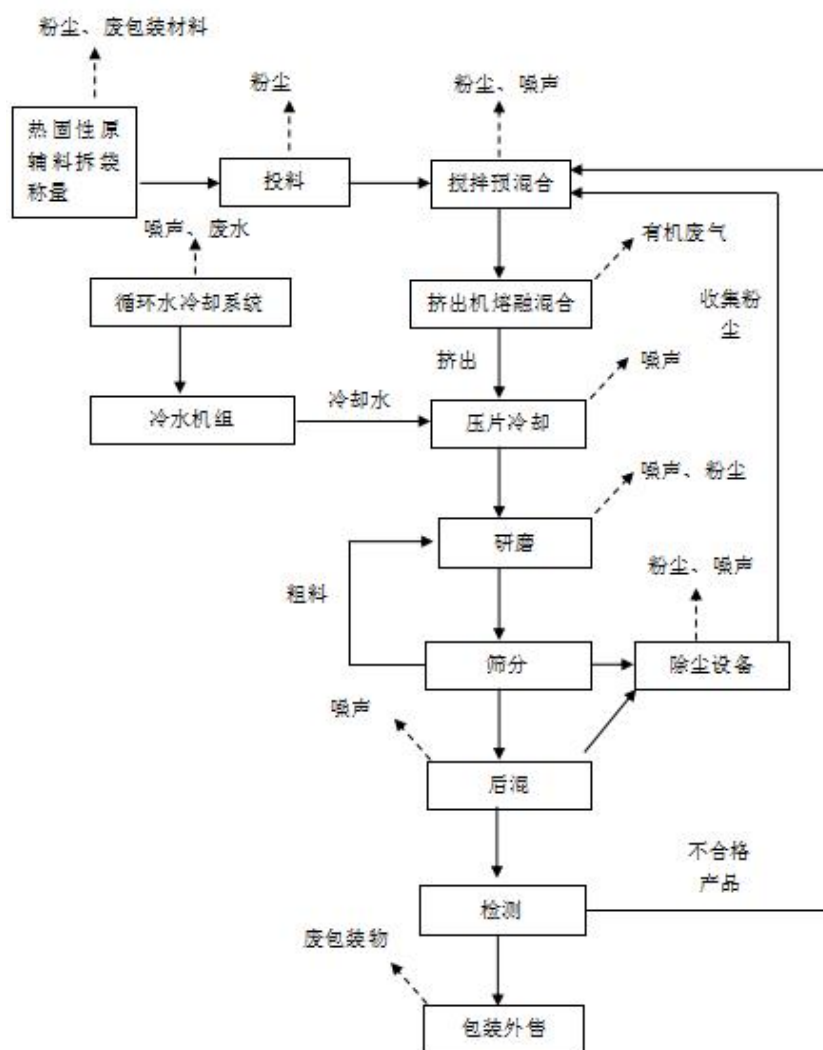 粉尘、废包装材料
粉尘
粉尘、噪声
热固性原
辅料拆袋
称量
投料
搅拌预混合
噪声、废水
有机废气
循环水冷却系统
挤出机熔融混合
收集粉
尘
挤出
噪声
冷却水
冷水机组
压片冷却
噪声、粉尘
研磨
粉尘、噪声
粗料
筛分
除尘设备
噪声
后混
不合格
产品
检测
废包装物
包装外售